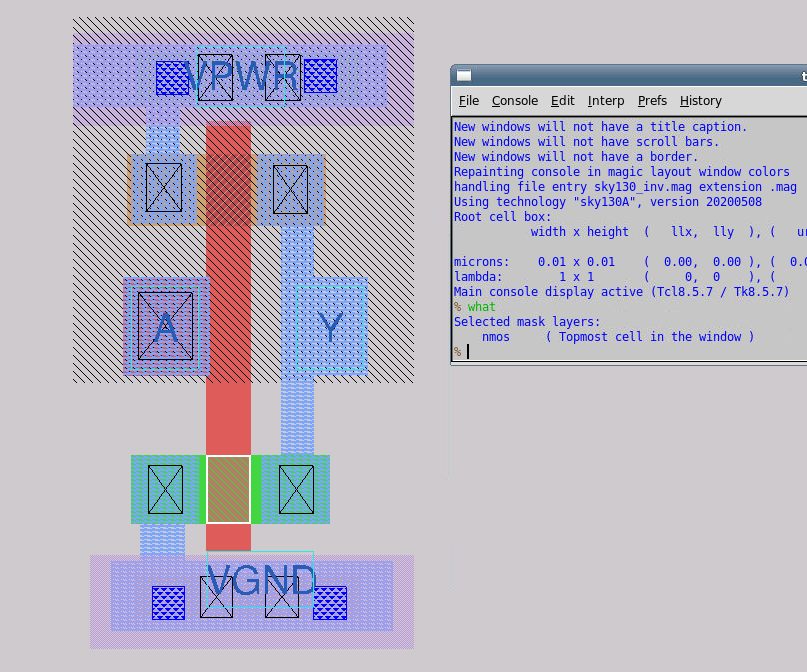 VPWR
A
Y
VGND
File Console Edit Interp Prefs History
New windows will not have a title caption.
New windows will not have scroll bars.
New windows will not have a border.
Repainting console in magic layout window colors
handling file entry sky130_inv.mag extension .mag
Using technology "sky130A", version 20200508
Root cell box:
width x height ( llx, lly ), ( ur
microns: 0.01 x 0.01 ( 0.00, 0.00 ), ( 0.0
lambda: 1 x 1 ( 0, 0 ), (
Main console display active (Tcl8.5.7 / Tk8.5.7)
% what
Selected mask layers:
nmos ( Topmost cell in the window )
%